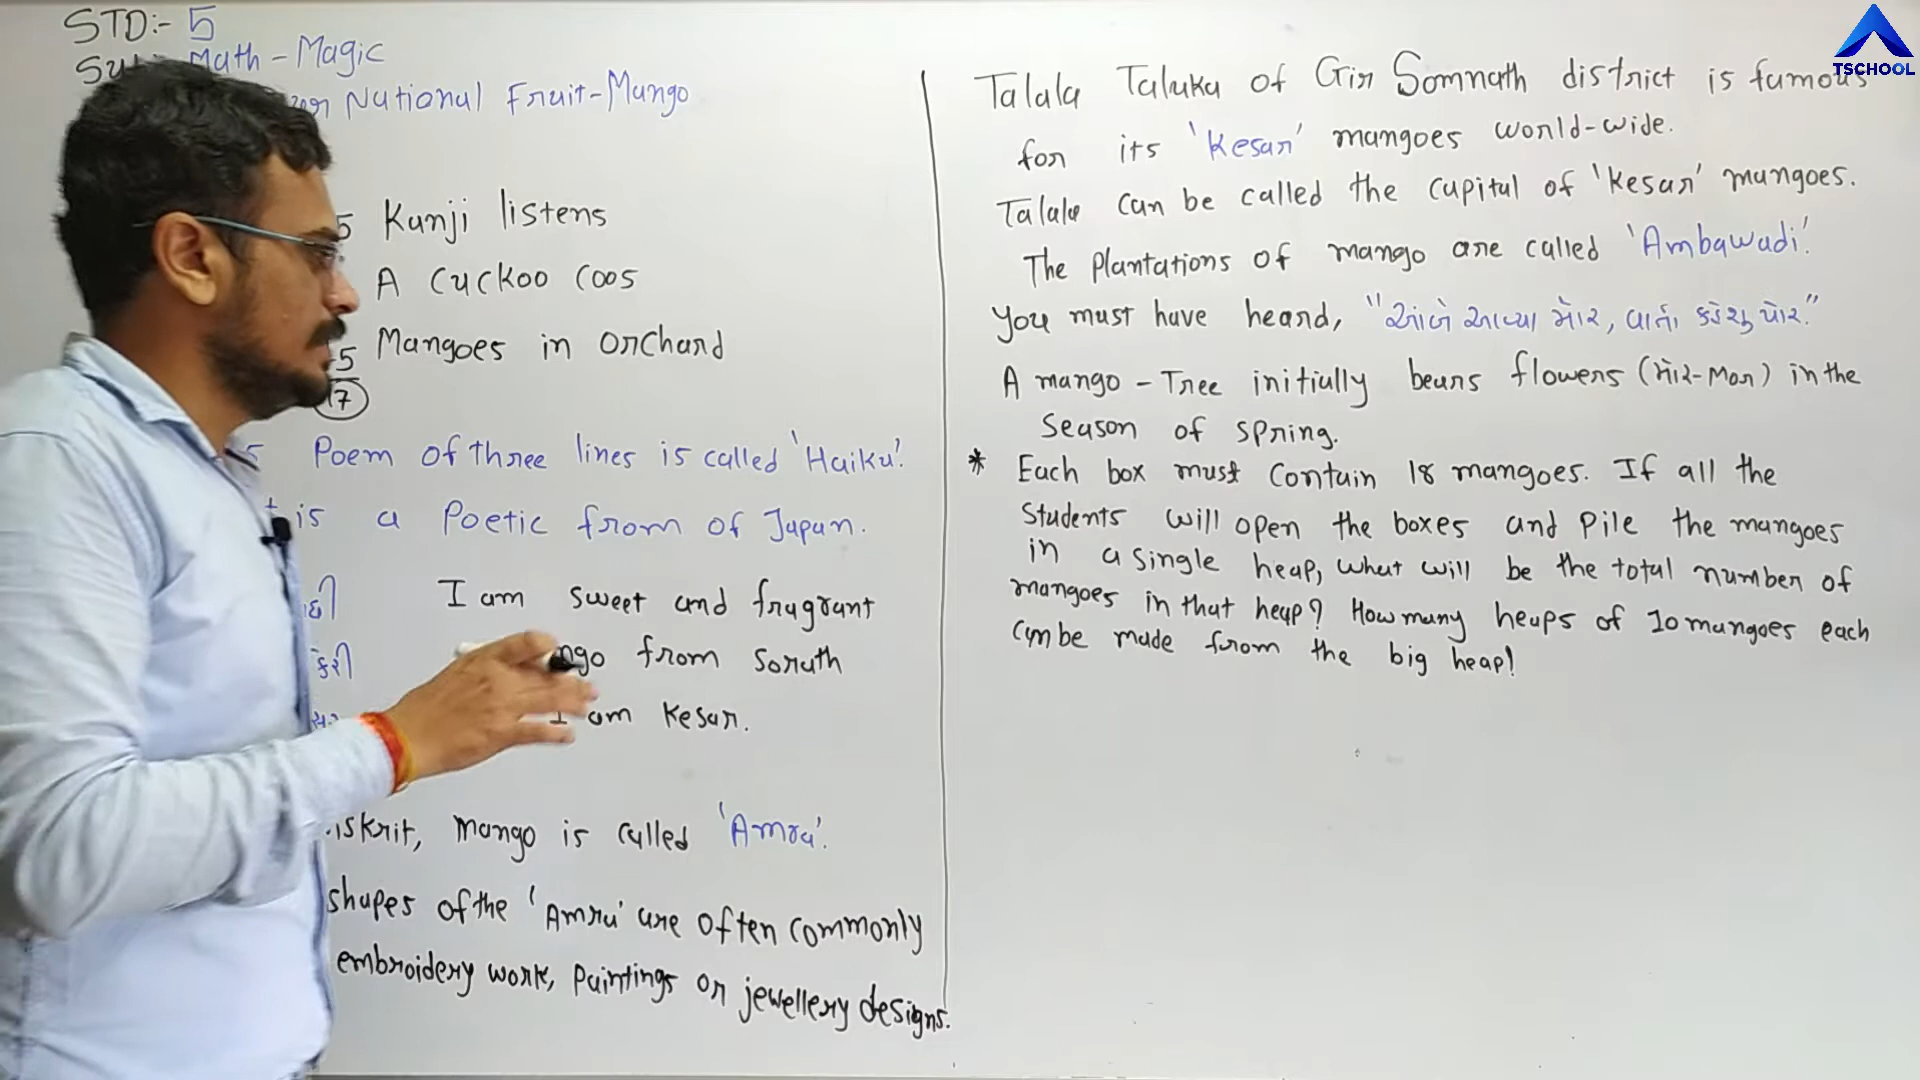 STD:- 5
Math - Magic
National Fruit - Mango
5 Kanji listens
A Cuckoo Coos
5 Mangoes in orchard
17
Poem of three lines is called 'Haiku'.
is a Poetic from of Japan.
I am sweet and fragrant
from Sorath
I am Kesar.
Mango is called 'Amra'.
shapes of the 'Amra' are often commonly
embroidery work, Paintings or jewellery designs.
TSCHOOL
Talala Taluka of Gir Somnath district is famous
for its 'Kesar' mangoes world-wide.
Talala can be called the capital of 'Kesar' mangoes.
The Plantations of mango are called 'Ambawadi'.
You must have heard, "આંબે આવ્યા મોર,
A mango - Tree initially bears flowers (મોર-Mor) in the
Season of spring.
* Each box must Contain 18 mangoes. If all the
Students will open the boxes and Pile the mangoes
in a single heap, what will be the total number of
mangoes in that heap? How many heaps of 10 mangoes each
can be made from the big heap!